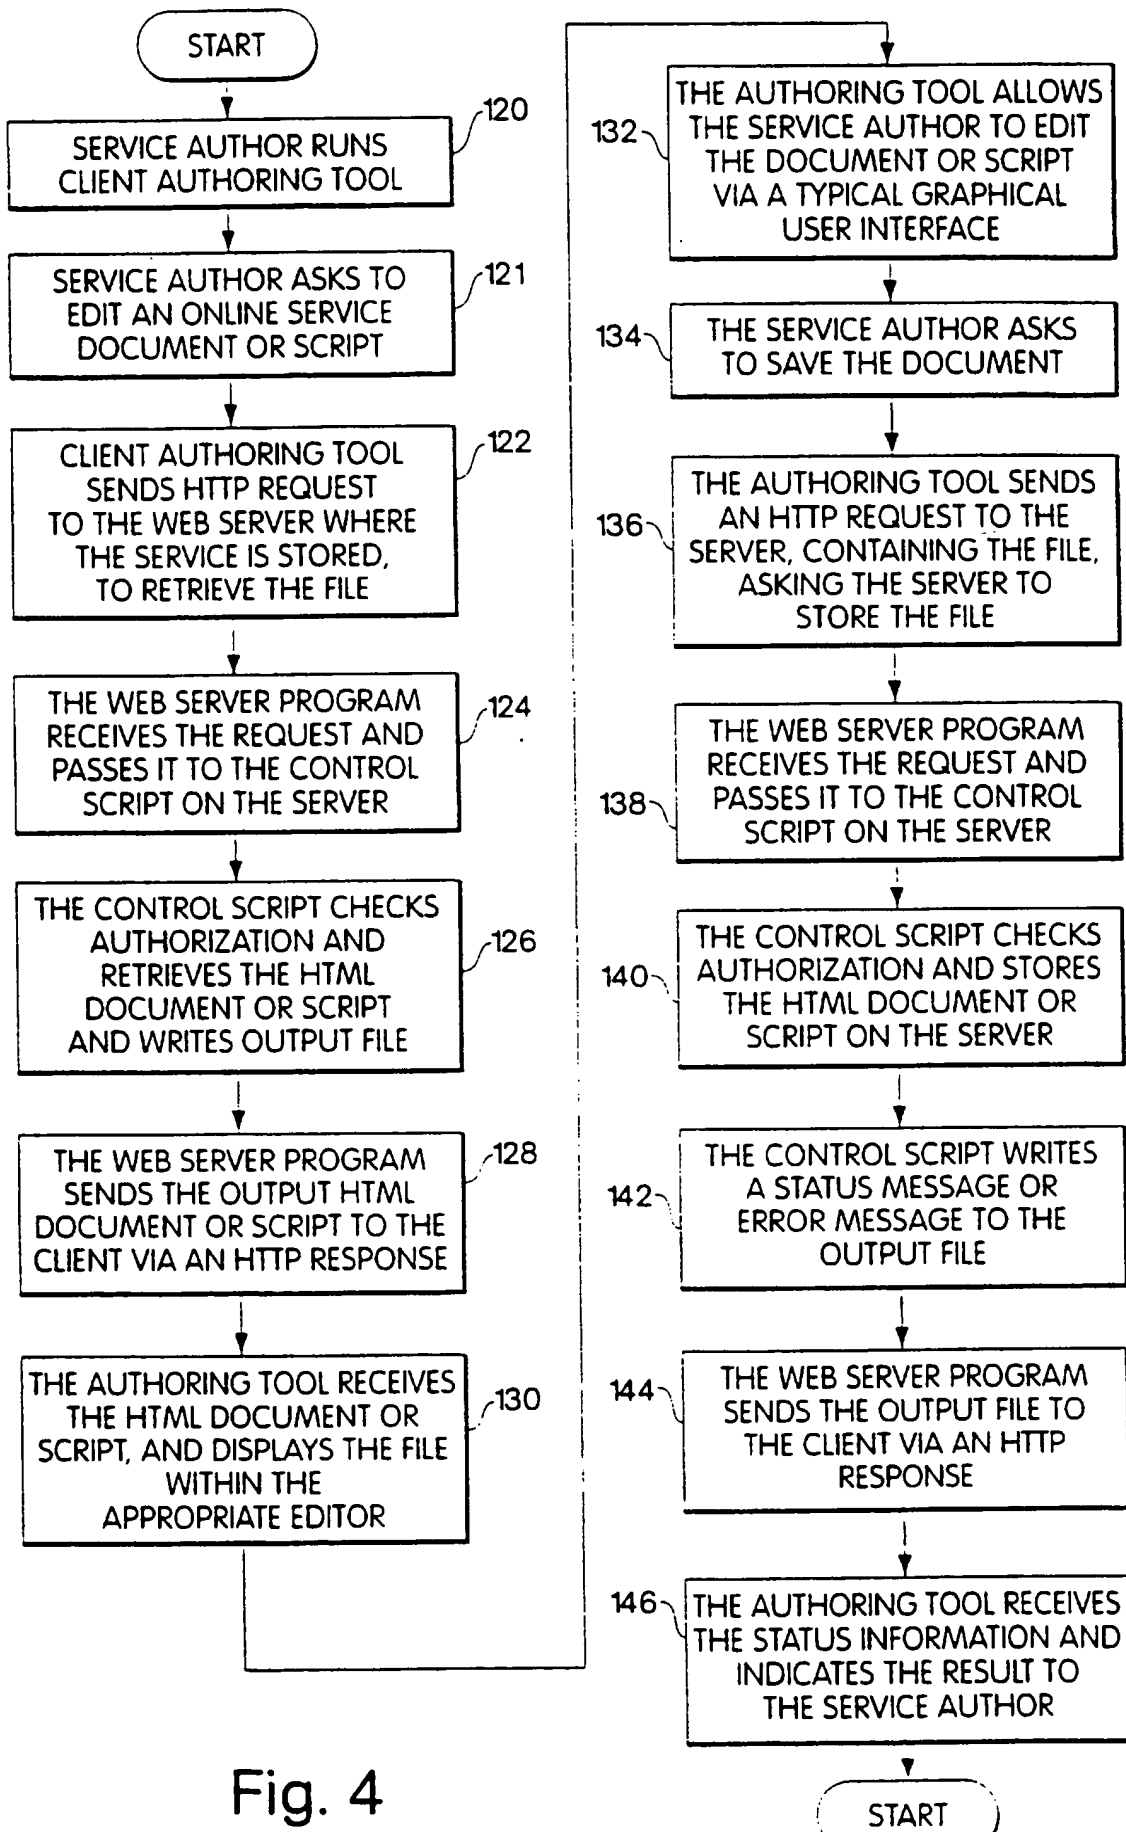 START
120
SERVICE AUTHOR RUNS
CLIENT AUTHORING TOOL
121
SERVICE AUTHOR ASKS TO
EDIT AN ONLINE SERVICE
DOCUMENT OR SCRIPT
122
CLIENT AUTHORING TOOL
SENDS HTTP REQUEST
TO THE WEB SERVER WHERE
THE SERVICE IS STORED,
TO RETRIEVE THE FILE
124
THE WEB SERVER PROGRAM
RECEIVES THE REQUEST AND
PASSES IT TO THE CONTROL
SCRIPT ON THE SERVER
126
THE CONTROL SCRIPT CHECKS
AUTHORIZATION AND
RETRIEVES THE HTML
DOCUMENT OR SCRIPT
AND WRITES OUTPUT FILE
128
THE WEB SERVER PROGRAM
SENDS THE OUTPUT HTML
DOCUMENT OR SCRIPT TO THE
CLIENT VIA AN HTTP RESPONSE
130
THE AUTHORING TOOL RECEIVES
THE HTML DOCUMENT OR
SCRIPT, AND DISPLAYS THE FILE
WITHIN THE
APPROPRIATE EDITOR
132
THE AUTHORING TOOL ALLOWS
THE SERVICE AUTHOR TO EDIT
THE DOCUMENT OR SCRIPT
VIA A TYPICAL GRAPHICAL
USER INTERFACE
134
THE SERVICE AUTHOR ASKS
TO SAVE THE DOCUMENT
136
THE AUTHORING TOOL SENDS
AN HTTP REQUEST TO THE
SERVER, CONTAINING THE FILE,
ASKING THE SERVER TO
STORE THE FILE
138
THE WEB SERVER PROGRAM
RECEIVES THE REQUEST AND
PASSES IT TO THE CONTROL
SCRIPT ON THE SERVER
140
THE CONTROL SCRIPT CHECKS
AUTHORIZATION AND STORES
THE HTML DOCUMENT OR
SCRIPT ON THE SERVER
142
THE CONTROL SCRIPT WRITES
A STATUS MESSAGE OR
ERROR MESSAGE TO THE
OUTPUT FILE
144
THE WEB SERVER PROGRAM
SENDS THE OUTPUT FILE TO
THE CLIENT VIA AN HTTP
RESPONSE
146
THE AUTHORING TOOL RECEIVES
THE STATUS INFORMATION AND
INDICATES THE RESULT TO
THE SERVICE AUTHOR
START
Fig. 4